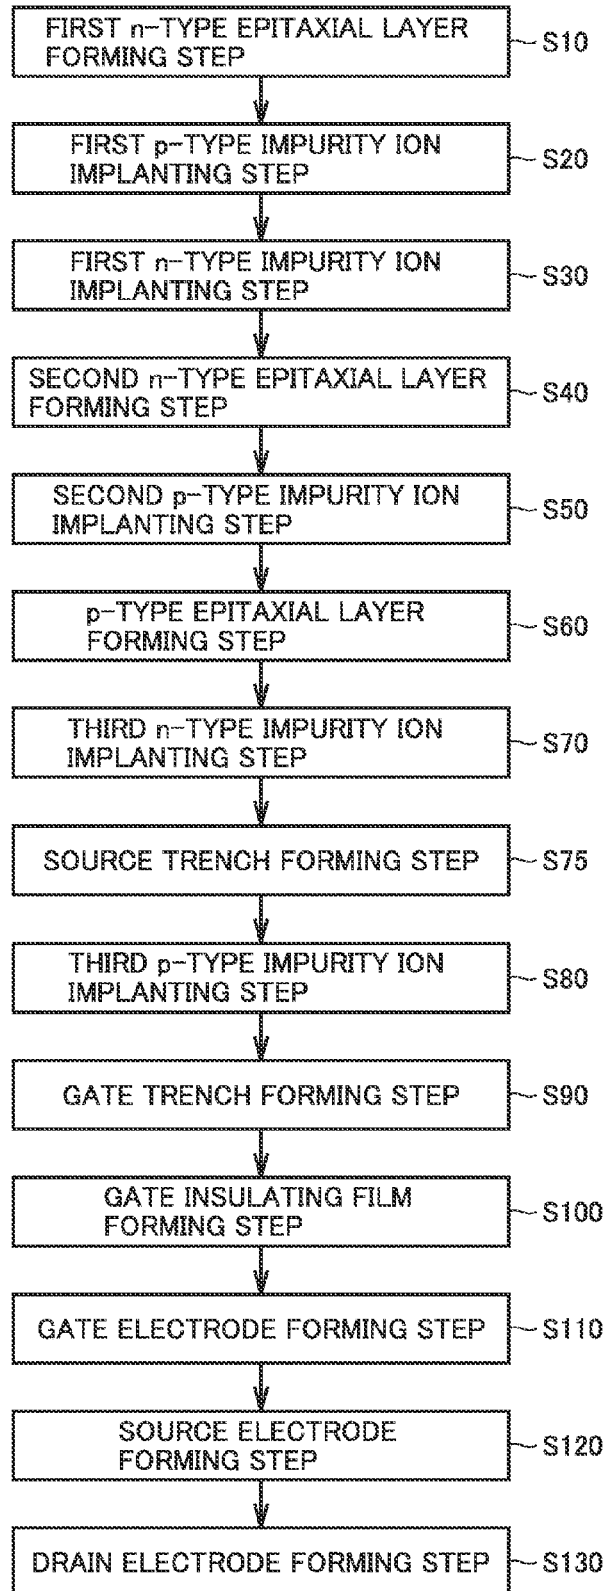 FIRST n-TYPE EPITAXIAL LAYER
FORMING STEP
S10
FIRST p-TYPE IMPURITY ION
IMPLANTING STEP
S20
FIRST n-TYPE IMPURITY ION
IMPLANTING STEP
S30
SECOND n-TYPE EPITAXIAL LAYER
FORMING STEP
S40
SECOND p-TYPE IMPURITY ION
IMPLANTING STEP
S50
p-TYPE EPITAXIAL LAYER
FORMING STEP
S60
THIRD n-TYPE IMPURITY ION
IMPLANTING STEP
S70
SOURCE TRENCH FORMING STEP
S75
THIRD p-TYPE IMPURITY ION
IMPLANTING STEP
S80
GATE TRENCH FORMING STEP
S90
GATE INSULATING FILM
FORMING STEP
S100
GATE ELECTRODE FORMING STEP
S110
SOURCE ELECTRODE
FORMING STEP
S120
DRAIN ELECTRODE FORMING STEP
S130